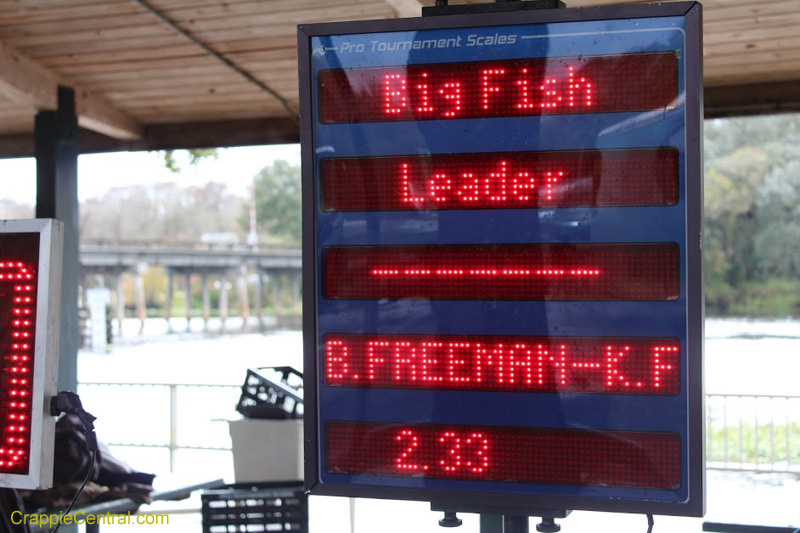 Pro Tournament Scales
Big Fish
Leader
--------
B.FREEMAN-K.F
2.33
CrappieCentral.com